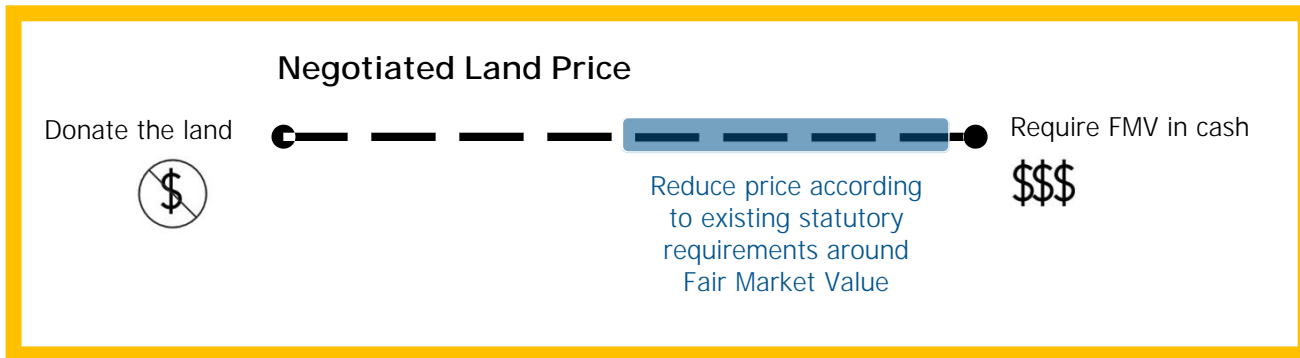 Negotiated Land Price
Donate the land
$
Require FMV in cash
$$$
Reduce price according
to existing statutory
requirements around
Fair Market Value